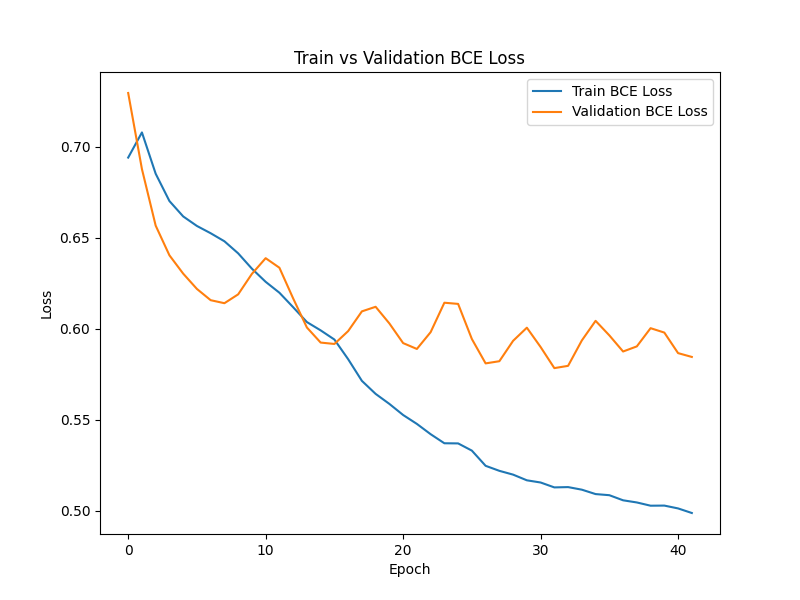 Train vs Validation BCE Loss
Train BCE Loss
Validation BCE Loss
Loss
0.70
0.65
0.60
0.55
0.50
0 10 20 30 40
Epoch